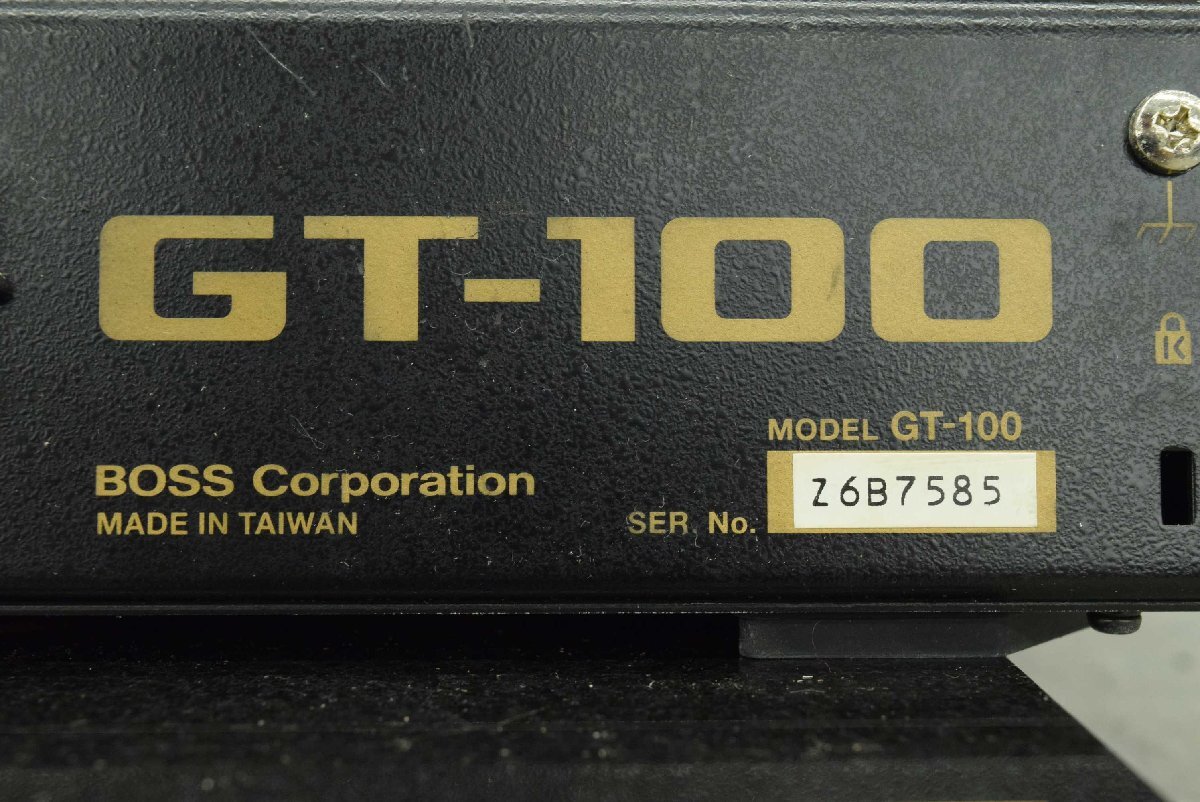 GT-100
MODEL GT-100
BOSS Corporation
MADE IN TAIWAN
SER. No. Z6B7585
K